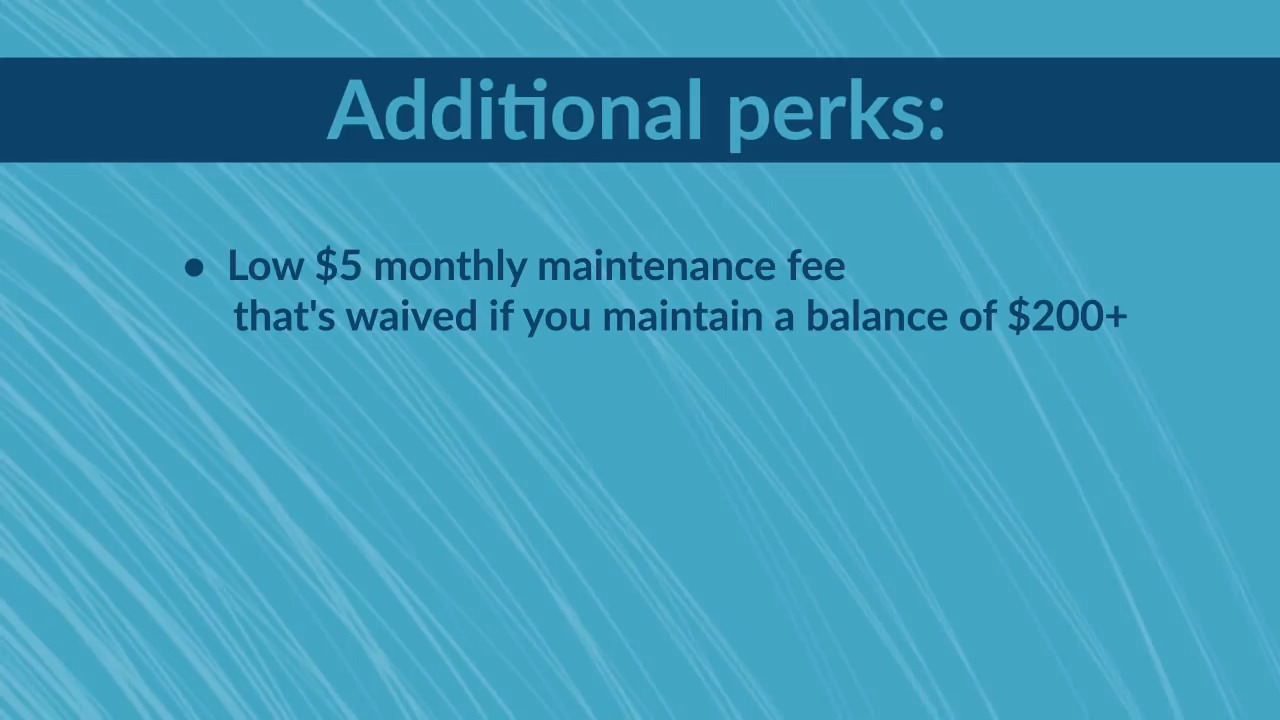 Additional perks:
• Low $5 monthly maintenance fee
that's waived if you maintain a balance of $200+